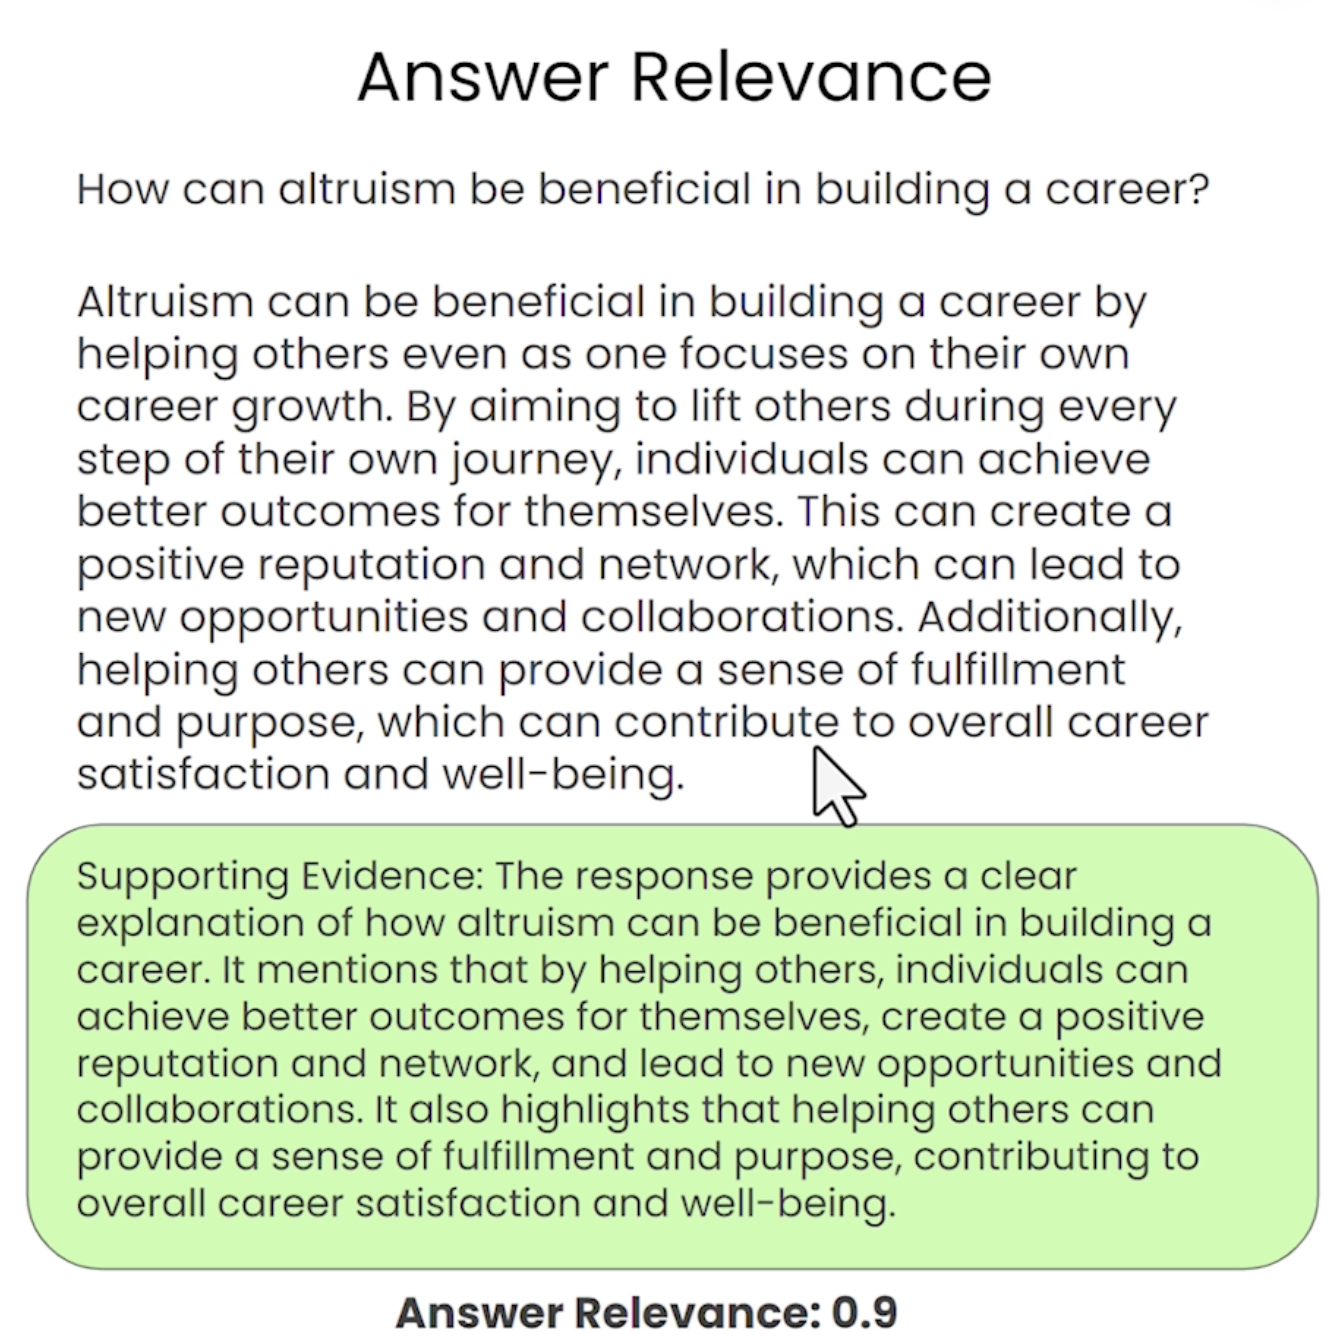 Answer Relevance
How can altruism be beneficial in building a career?
Altruism can be beneficial in building a career by
helping others even as one focuses on their own
career growth. By aiming to lift others during every
step of their own journey, individuals can achieve
better outcomes for themselves. This can create a
positive reputation and network, which can lead to
new opportunities and collaborations. Additionally,
helping others can provide a sense of fulfillment
and purpose, which can contribute to overall career
satisfaction and well-being.
Supporting Evidence: The response provides a clear
explanation of how altruism can be beneficial in building a
career. It mentions that by helping others, individuals can
achieve better outcomes for themselves, create a positive
reputation and network, and lead to new opportunities and
collaborations. It also highlights that helping others can
provide a sense of fulfillment and purpose, contributing to
overall career satisfaction and well-being.
Answer Relevance: 0.9